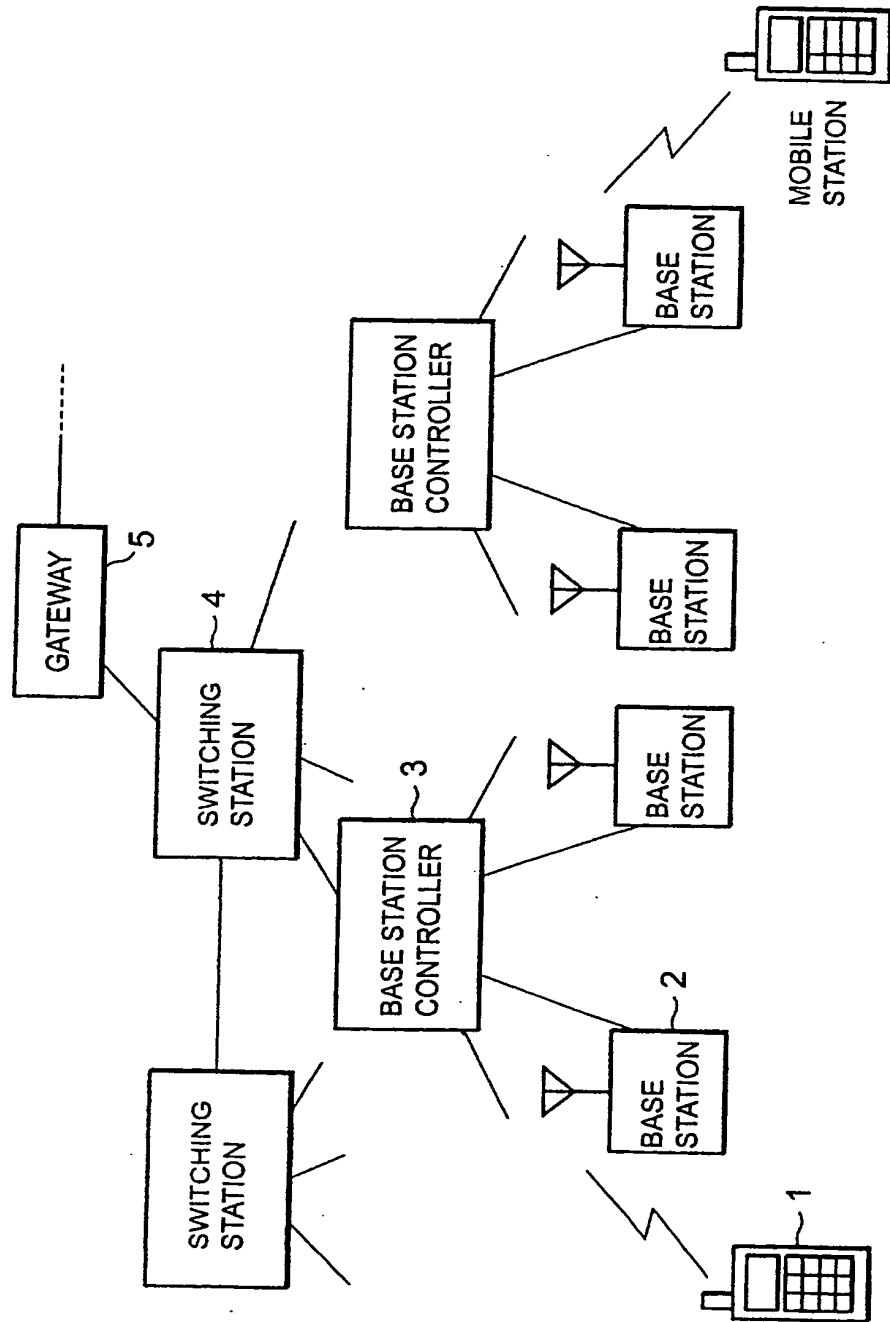 GATEWAY
5
SWITCHING
STATION
SWITCHING
STATION
4
BASE STATION
CONTROLLER
3
BASE STATION
CONTROLLER
BASE
STATION
2
BASE
STATION
BASE
STATION
BASE
STATION
1
MOBILE
STATION